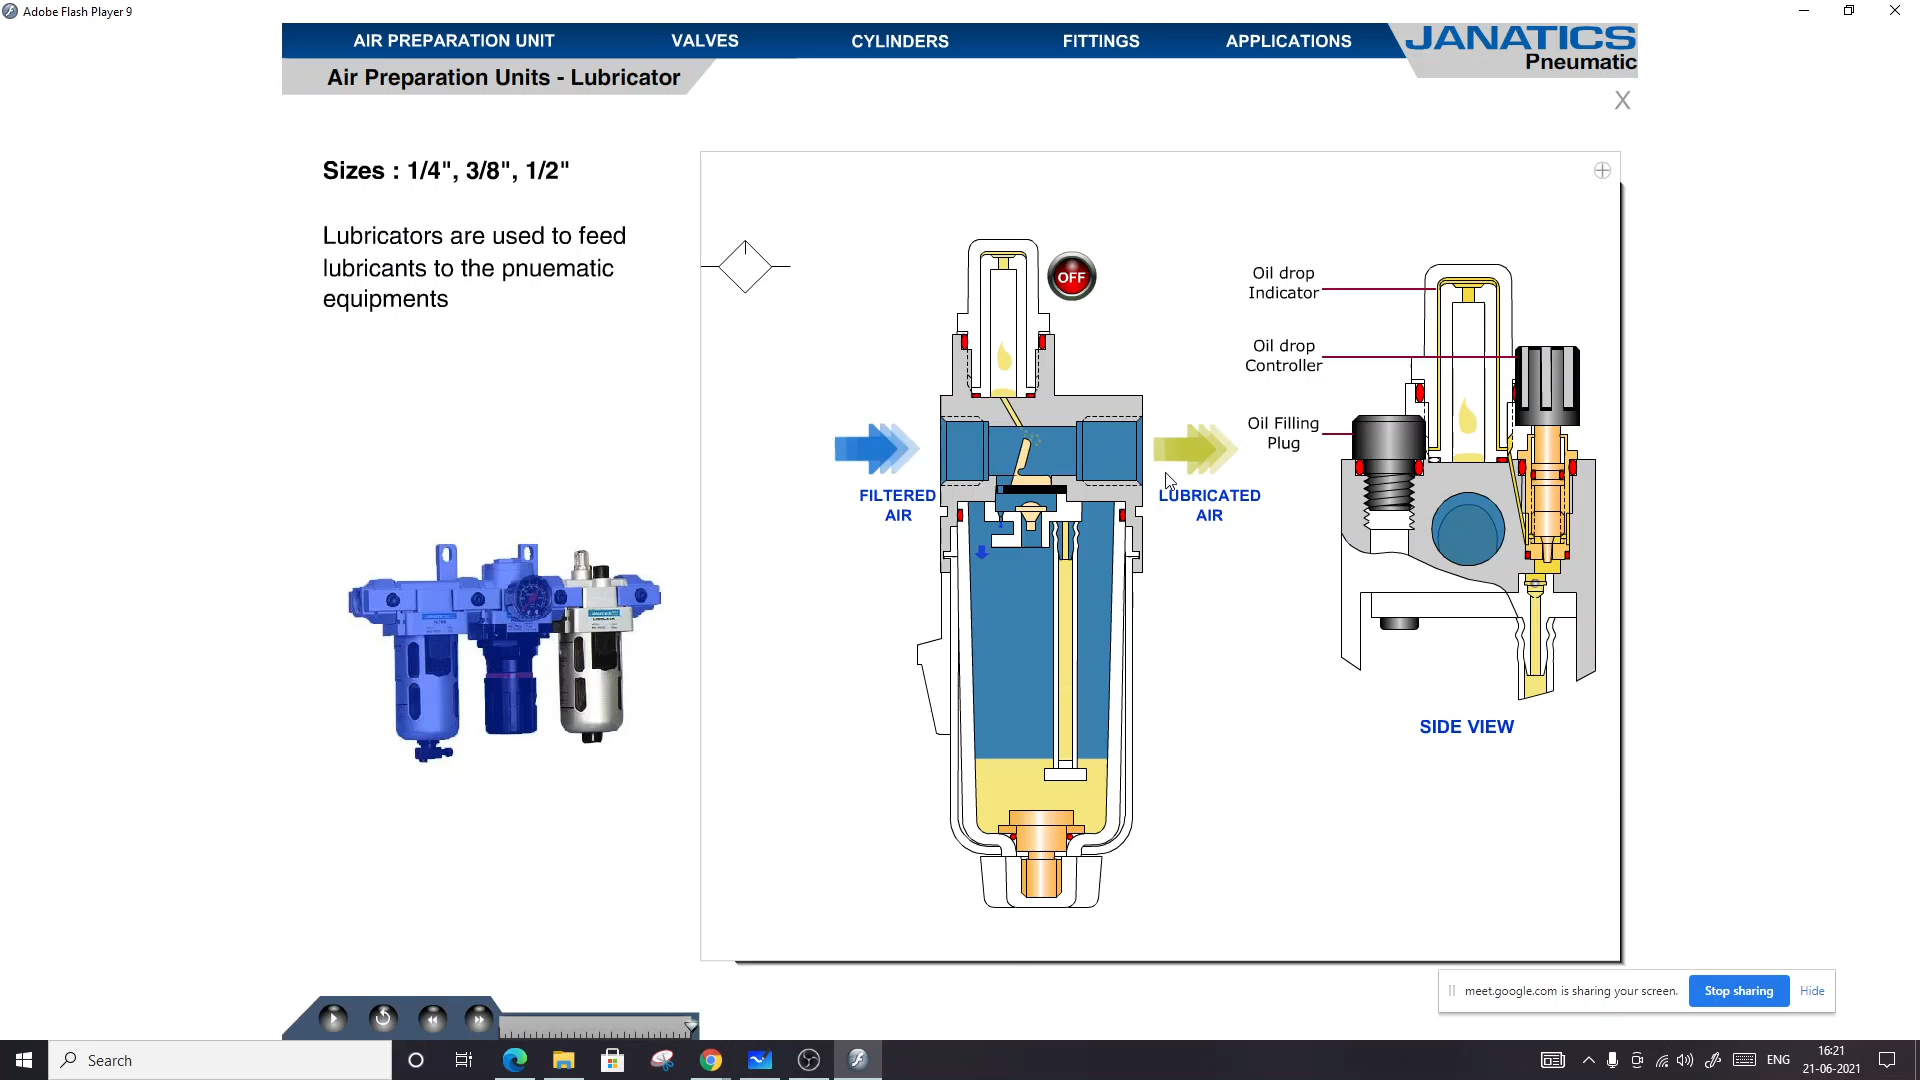 Adobe Flash Player 9
AIR PREPARATION UNIT
VALVES
CYLINDERS
FITTINGS
APPLICATIONS
JANATICS
Pneumatic
Air Preparation Units - Lubricator
X
Sizes : 1/4", 3/8", 1/2"
Lubricators are used to feed
lubricants to the pnuematic
equipments
OFF
Oil drop
Indicator
Oil drop
Controller
Oil Filling
Plug
FILTERED
AIR
LUBRICATED
AIR
SIDE VIEW
meet.google.com is sharing your screen.
Stop sharing
Hide
Search
ENG
16:21
21-06-2021